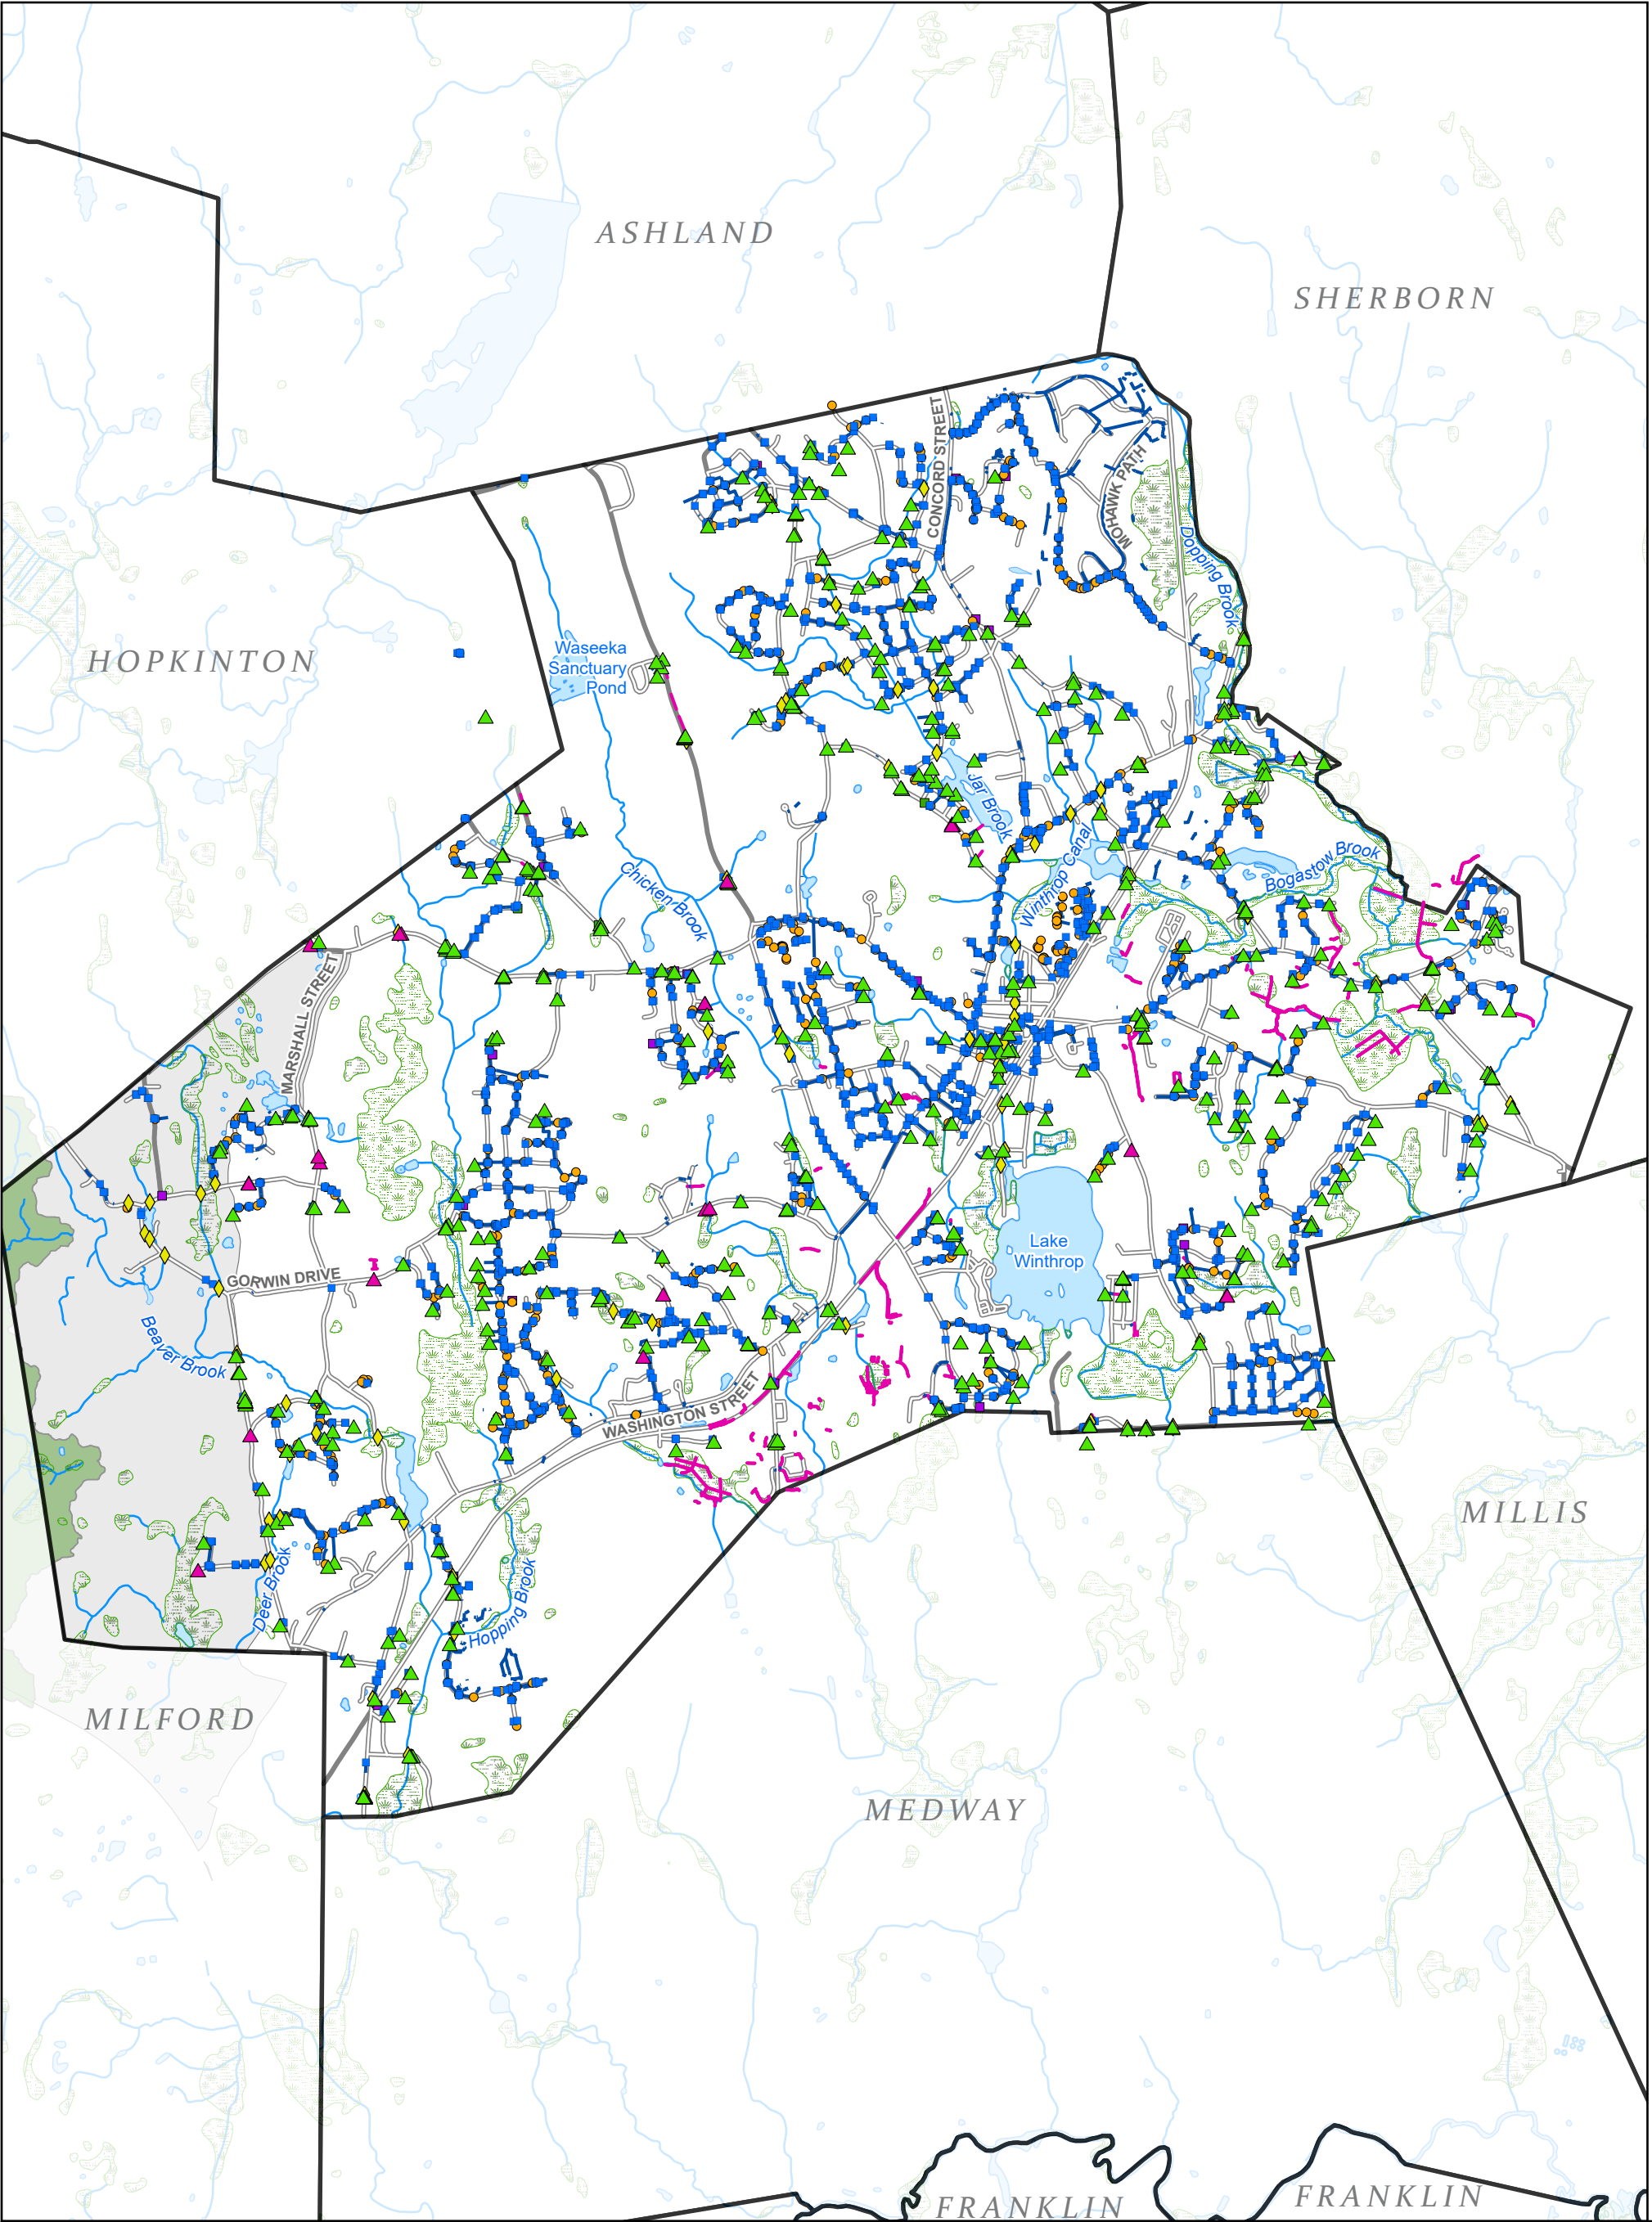 ASHLAND
SHERBORN
CONCORD STREET
MOHAWK PATH
Dopping Brook
HOPKINTON
Waseeka
Sanctuary
Pond
Jar Brook
Winthrop Canal
Bogastow Brook
Chicken Brook
MARSHALL STREET
Lake
Winthrop
GORWIN DRIVE
Beaver Brook
WASHINGTON STREET
MILLIS
Deer Brook
Hopping Brook
MILFORD
MEDWAY
FRANKLIN
FRANKLIN